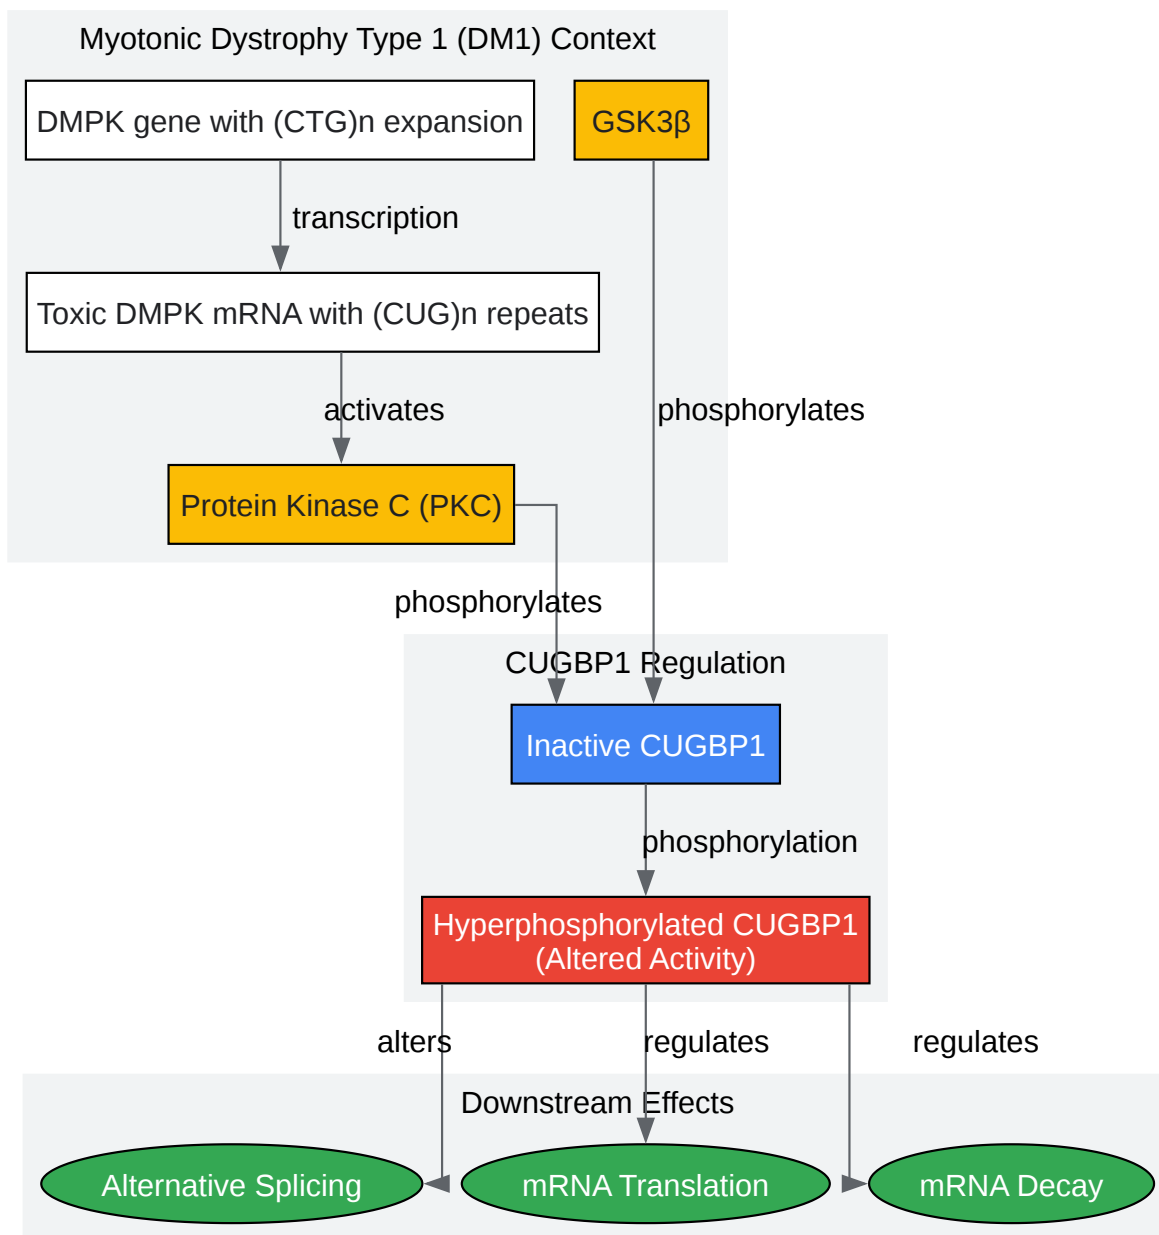 Myotonic Dystrophy Type 1 (DM1) Context
DMPK gene with (CTG)n expansion
GSK3β
transcription
Toxic DMPK mRNA with (CUG)n repeats
activates
phosphorylates
Protein Kinase C (PKC)
phosphorylates
CUGBP1 Regulation
Inactive CUGBP1
phosphorylation
Hyperphosphorylated CUGBP1
(Altered Activity)
alters
regulates
regulates
Downstream Effects
Alternative Splicing
mRNA Translation
mRNA Decay